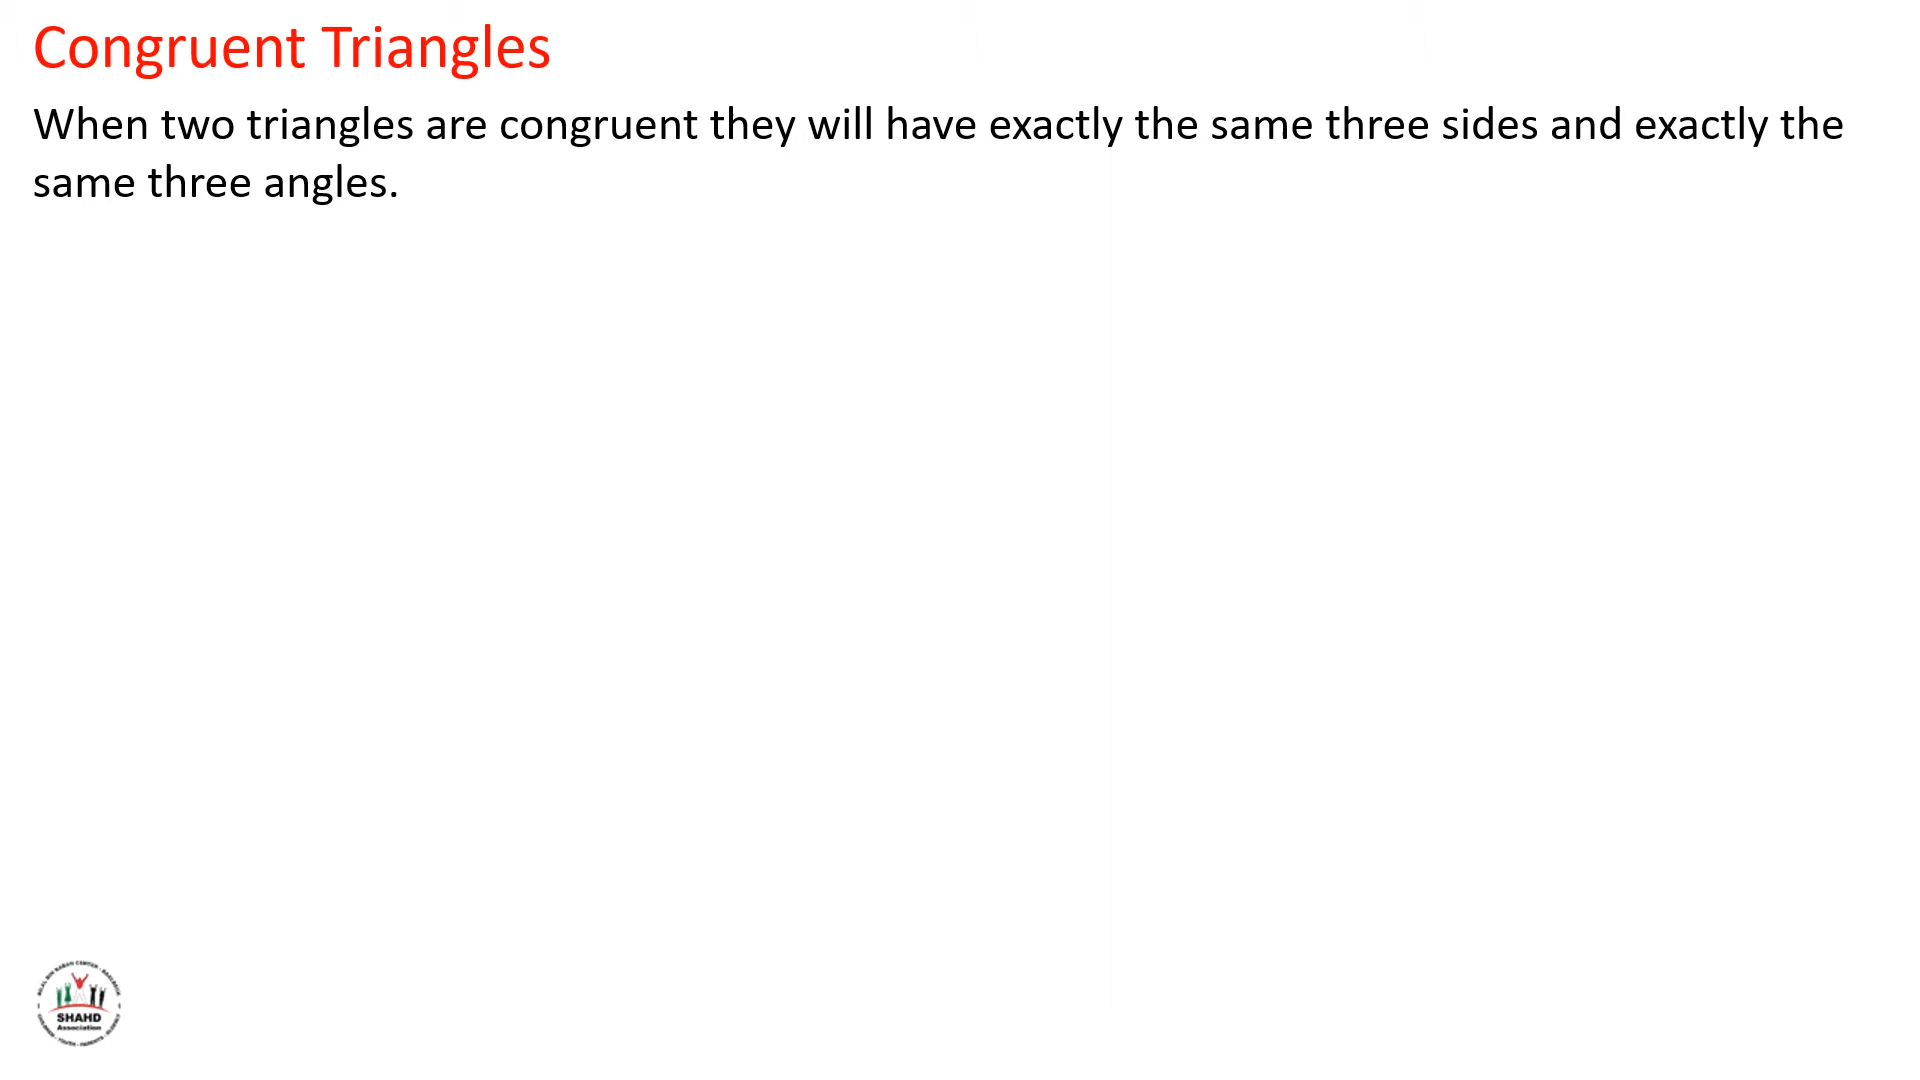 Congruent Triangles
When two triangles are congruent they will have exactly the same three sides and exactly the
same three angles.
SHAHD
Association